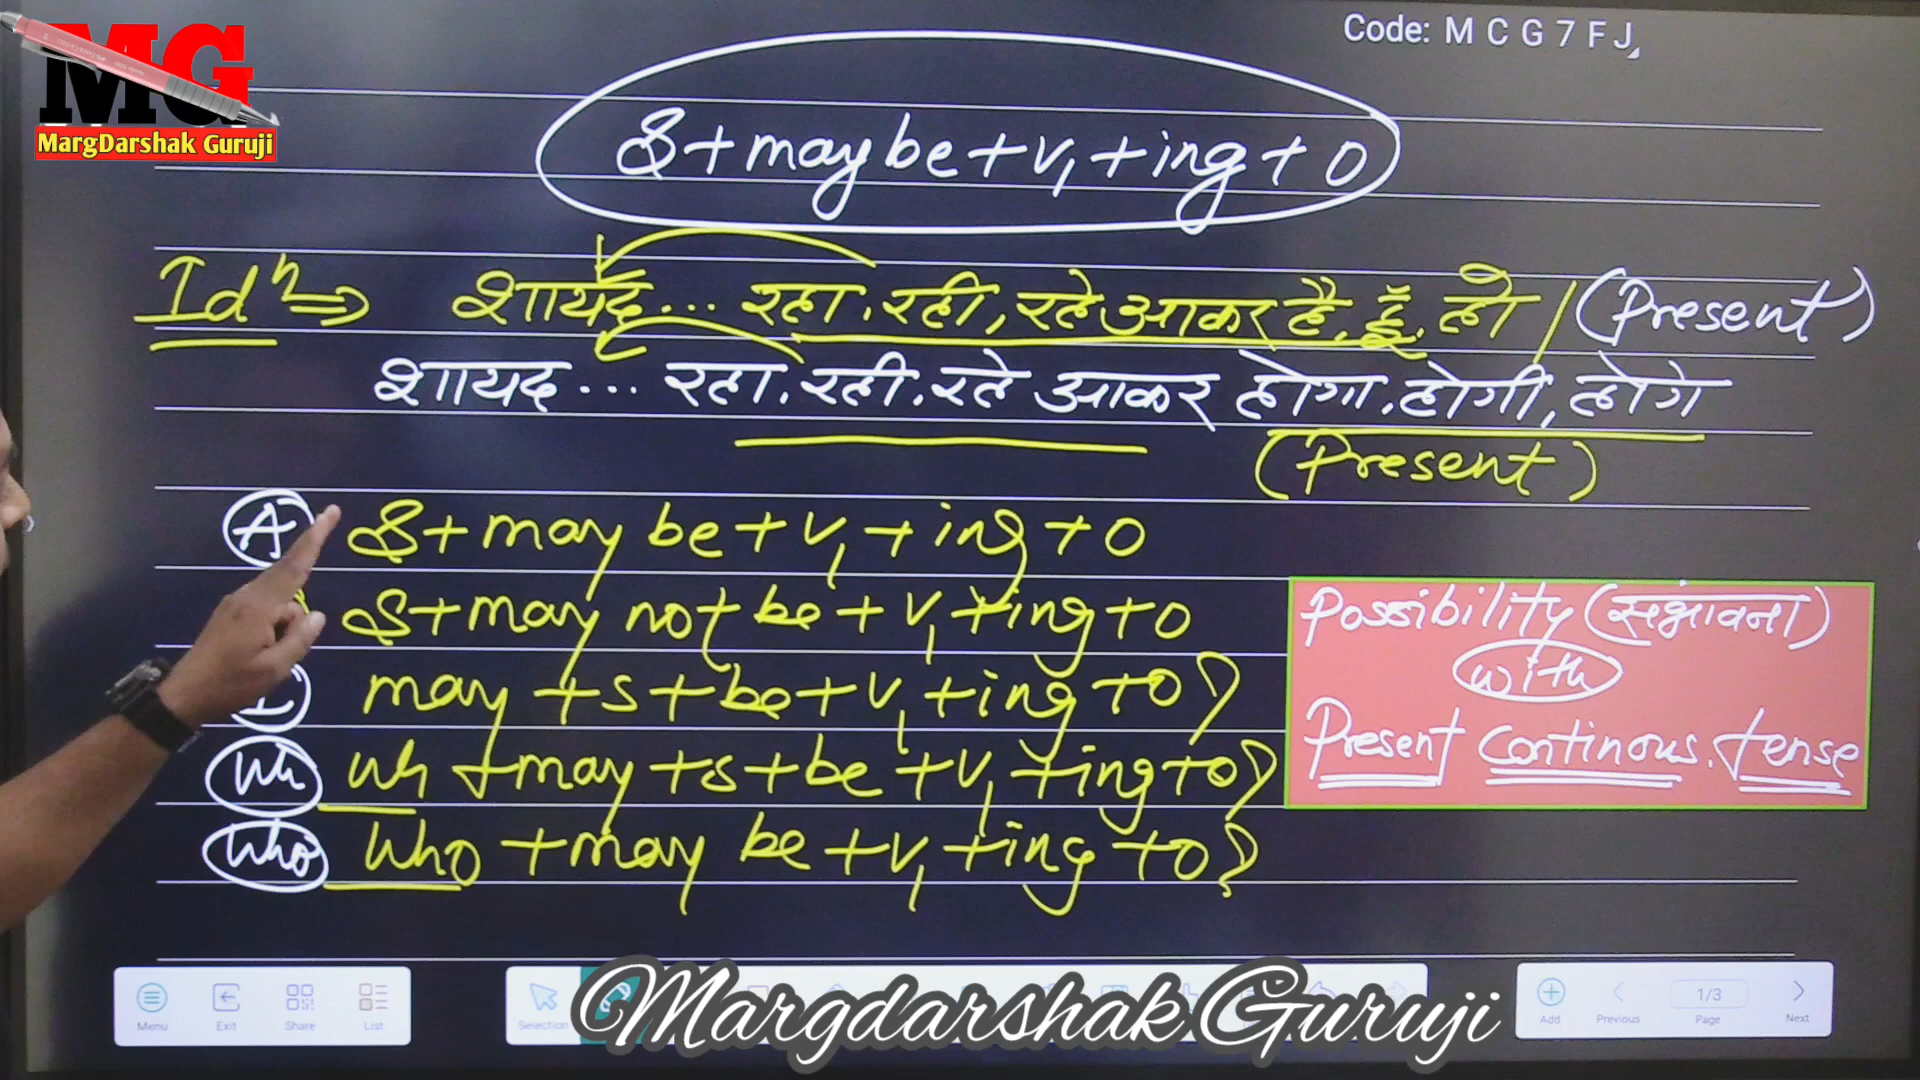 Code: M C G 7 F J
MG
MargDarshak Guruji
S+may be+V1+ing+O
Idn ⇒ शायद... रहा, रही, रहे आकर है, हूँ, हो / (Present)
शायद... रहा, रही, रहे आकर होगा, होगी, होंगे
(Present)
A S+may be+V1+ing+O
S+may not be+V1+ing+O
may+s+be+V1+ing+O?
Wh Wh+may+s+be+V1+ing+O?
Who Who+may be+V1+ing+O?
Possibility (संभावना)
with
Present Continous. tense
Menu Exit Share List Selection Add Previous 1/3 Page Next
Margdarshak Guruji